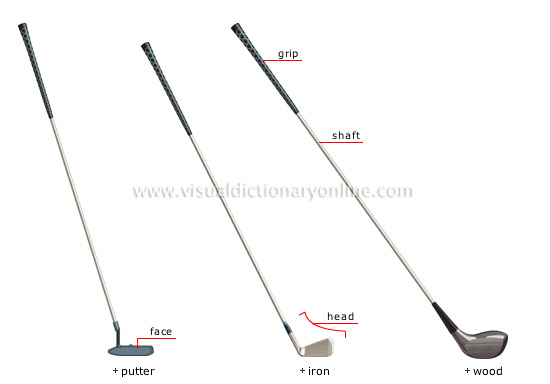 grip
shaft
www.visualdictionaryonline.com
head
face
+ putter
+ iron
+ wood